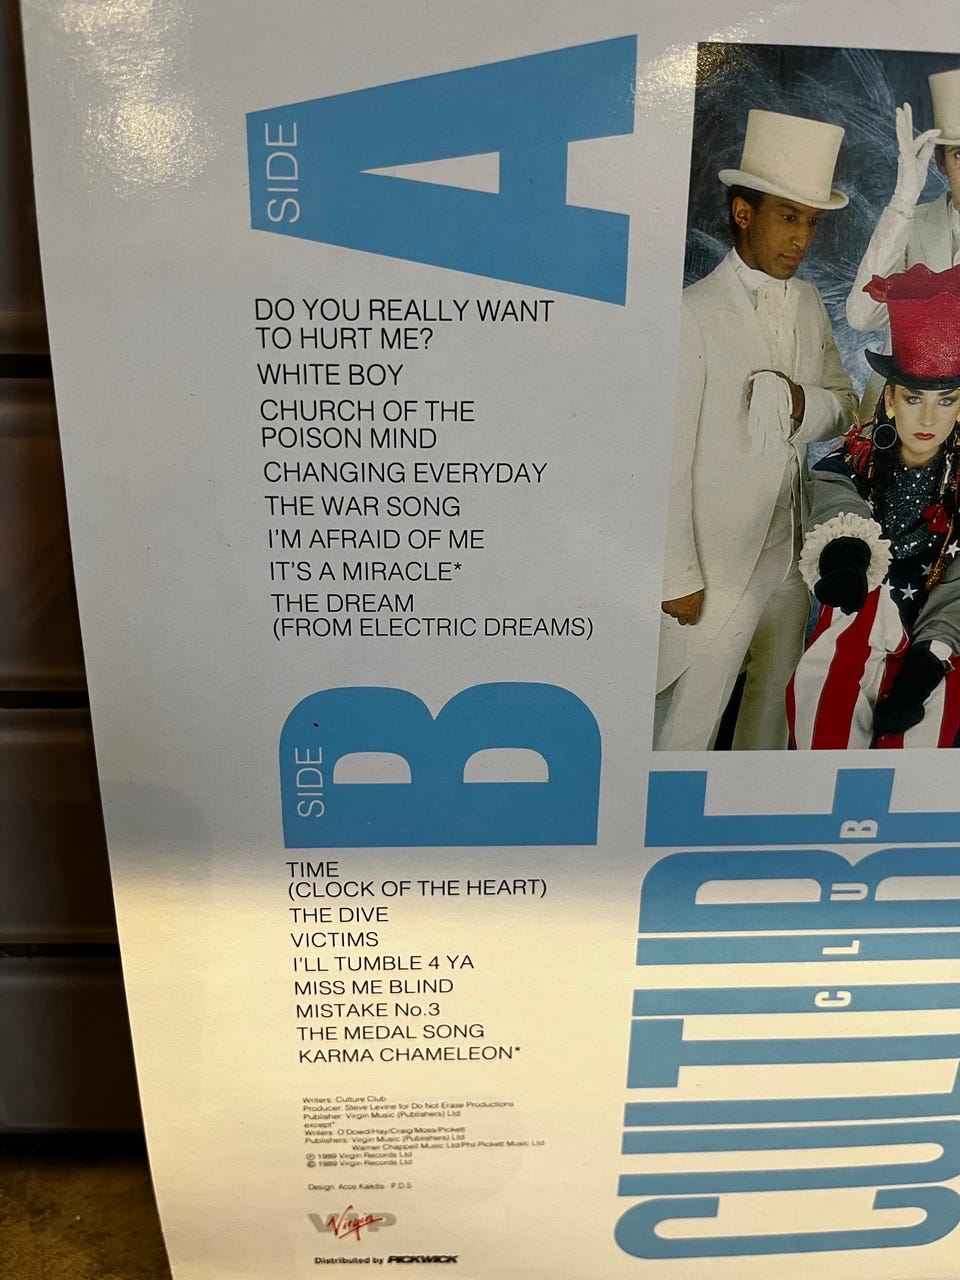 SIDE A
DO YOU REALLY WANT
TO HURT ME?
WHITE BOY
CHURCH OF THE
POISON MIND
CHANGING EVERYDAY
THE WAR SONG
I'M AFRAID OF ME
IT'S A MIRACLE*
THE DREAM
(FROM ELECTRIC DREAMS)
SIDE B
TIME
(CLOCK OF THE HEART)
THE DIVE
VICTIMS
I'LL TUMBLE 4 YA
MISS ME BLIND
MISTAKE No.3
THE MEDAL SONG
KARMA CHAMELEON*
Writers: Culture Club
Producer: Steve Levine for Do Not Erase Productions
Publisher: Virgin Music (Publishers) Ltd
except*
Writers: O'Dowd/Hay/Craig/Moss/Pickett
Publishers: Virgin Music (Publishers) Ltd
Warner Chappell Music Ltd/Phil Pickett Music Ltd
℗ 1989 Virgin Records Ltd
© 1989 Virgin Records Ltd
Design: P.D.S
VIP
Virgin
Distributed by PICKWICK
CULTURE
CLUB